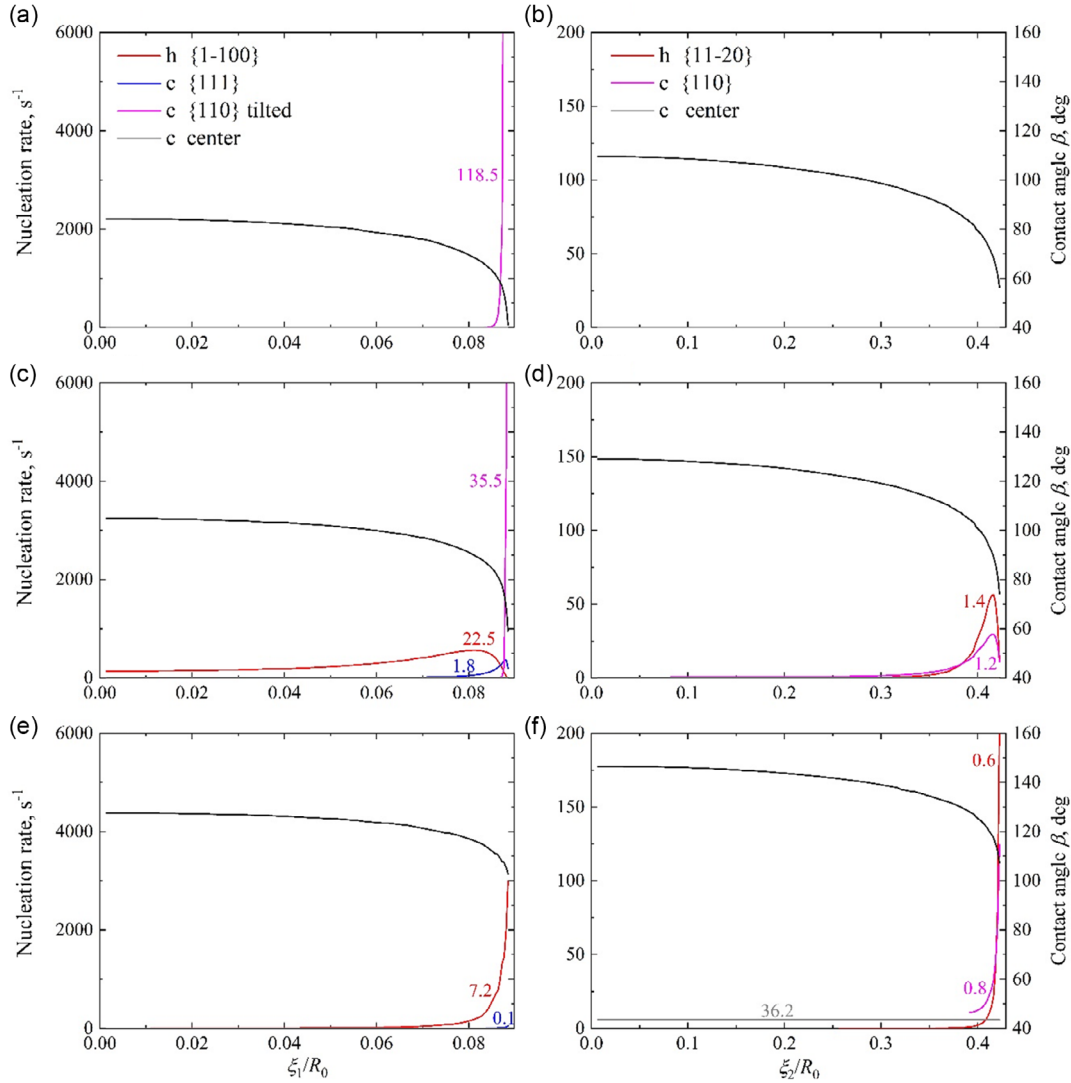 (a)
6000
4000
2000
0
Nucleation rate, s-1
h {1-100}
c {111}
c {110} tilted
c center
118.5
0.00 0.02 0.04 0.06 0.08
(b)
200
150
100
50
0
h {11-20}
c {110}
c center
160
140
120
100
80
60
40
Contact angle β, dcg
0.0 0.1 0.2 0.3 0.4
(c)
6000
4000
2000
0
Nucleation rate, s-1
35.5
22.5
1.8
0.00 0.02 0.04 0.06 0.08
(d)
200
150
100
50
0
1.4
1.2
160
140
120
100
80
60
40
Contact angle β, dcg
0.0 0.1 0.2 0.3 0.4
(e)
6000
4000
2000
0
Nucleation rate, s-1
7.2
0.1
0.00 0.02 0.04 0.06 0.08
ξ1/R0
(f)
200
150
100
50
0
0.6
0.8
36.2
160
140
120
100
80
60
40
Contact angle β, dcg
0.0 0.1 0.2 0.3 0.4
ξ2/R0